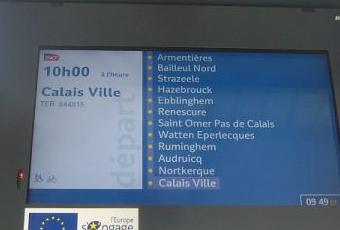 SNCF
10h00 à l'heure
Calais Ville
TER 844815
départ
Armentières
Bailleul Nord
Strazeele
Hazebrouck
Ebblinghem
Renescure
Saint Omer Pas de Calais
Watten Eperlecques
Ruminghem
Audruicq
Nortkerque
Calais Ville
09 49
l'Europe
s'engage